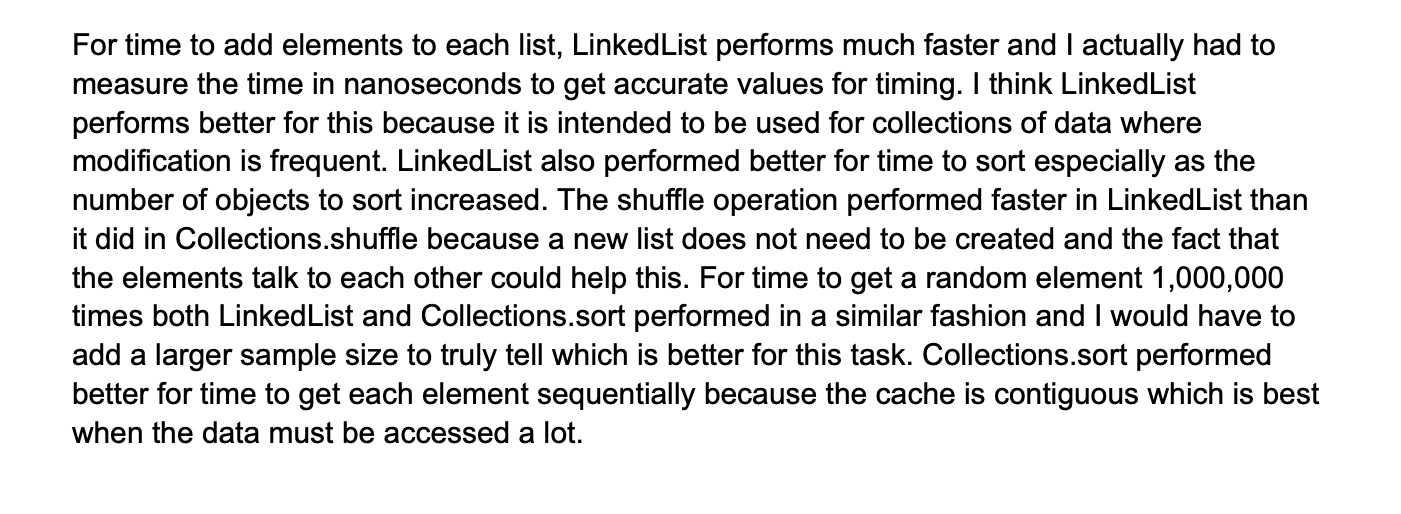 For time to add elements to each list, LinkedList performs much faster and I actually had to
measure the time in nanoseconds to get accurate values for timing. I think LinkedList
performs better for this because it is intended to be used for collections of data where
modification is frequent. LinkedList also performed better for time to sort especially as the
number of objects to sort increased. The shuffle operation performed faster in LinkedList than
it did in Collections.shuffle because a new list does not need to be created and the fact that
the elements talk to each other could help this. For time to get a random element 1,000,000
times both LinkedList and Collections.sort performed in a similar fashion and I would have to
add a larger sample size to truly tell which is better for this task. Collections.sort performed
better for time to get each element sequentially because the cache is contiguous which is best
when the data must be accessed a lot.